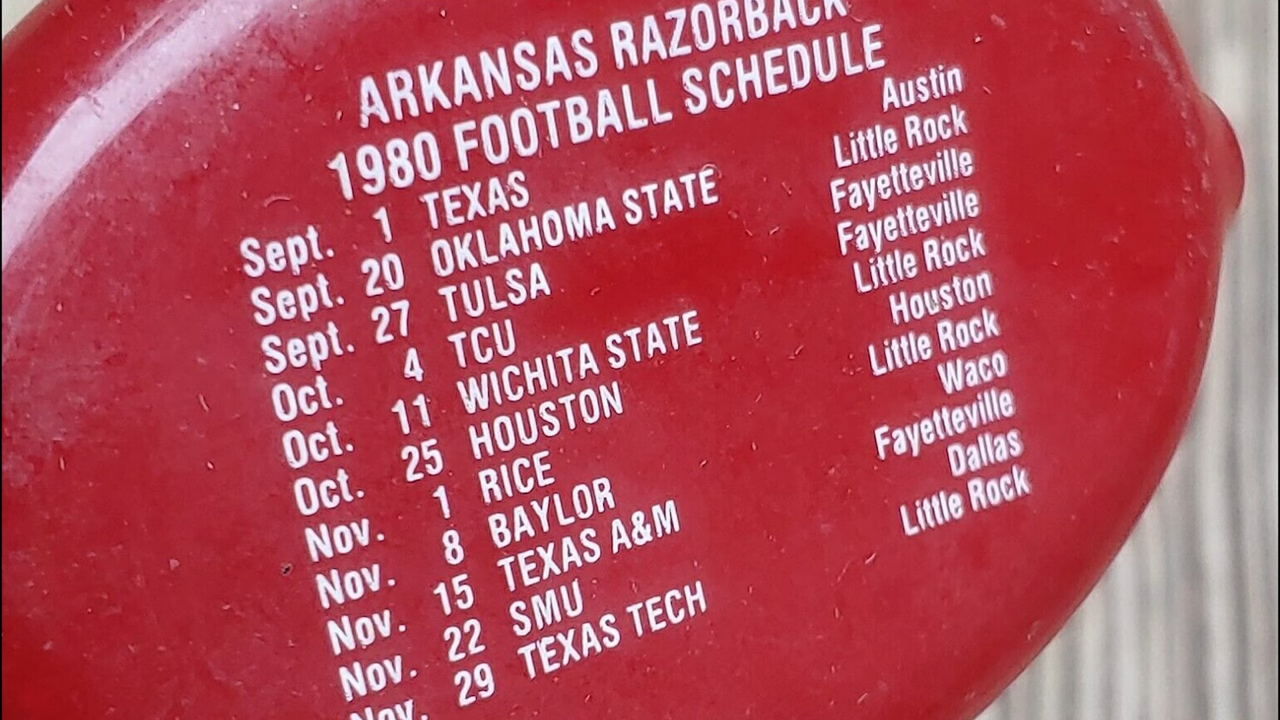 ARKANSAS RAZORBACK
1980 FOOTBALL SCHEDULE
Sept. 1 TEXAS Austin
Sept. 20 OKLAHOMA STATE Little Rock
Sept. 27 TULSA Fayetteville
Oct. 4 TCU Fayetteville
Oct. 11 WICHITA STATE Little Rock
Oct. 25 HOUSTON Houston
Nov. 1 RICE Little Rock
Nov. 8 BAYLOR Waco
Nov. 15 TEXAS A&M Fayetteville
Nov. 22 SMU Dallas
Nov. 29 TEXAS TECH Little Rock